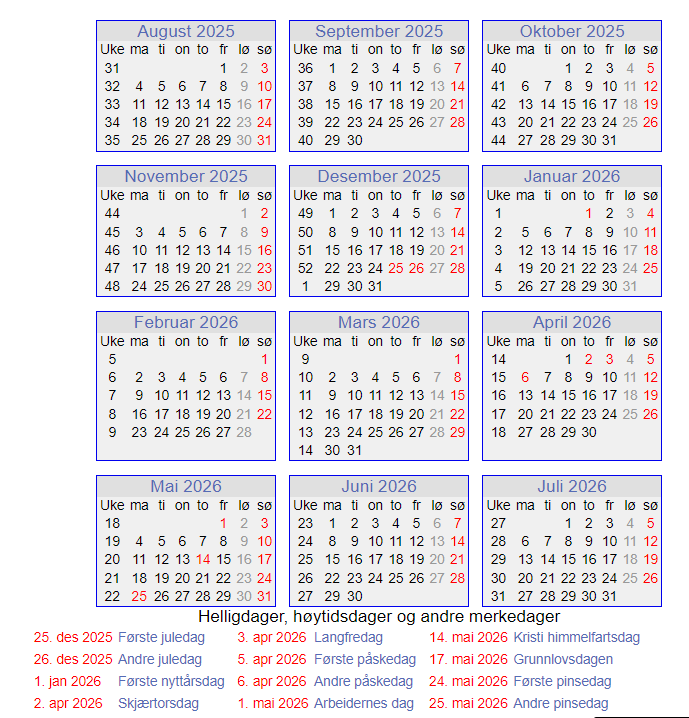 August 2025 September 2025 Oktober 2025
Uke ma ti on to fr lø sø Uke ma ti on to fr lø sø Uke ma ti on to fr lø sø
31 1 2 3 36 1 2 3 4 5 6 7 40 1 2 3 4 5
32 4 5 6 7 8 9 10 37 8 9 10 11 12 13 14 41 6 7 8 9 10 11 12
33 11 12 13 14 15 16 17 38 15 16 17 18 19 20 21 42 13 14 15 16 17 18 19
34 18 19 20 21 22 23 24 39 22 23 24 25 26 27 28 43 20 21 22 23 24 25 26
35 25 26 27 28 29 30 31 40 29 30 44 27 28 29 30 31
November 2025 Desember 2025 Januar 2026
Uke ma ti on to fr lø sø Uke ma ti on to fr lø sø Uke ma ti on to fr lø sø
44 1 2 49 1 2 3 4 5 6 7 1 1 2 3 4
45 3 4 5 6 7 8 9 50 8 9 10 11 12 13 14 2 5 6 7 8 9 10 11
46 10 11 12 13 14 15 16 51 15 16 17 18 19 20 21 3 12 13 14 15 16 17 18
47 17 18 19 20 21 22 23 52 22 23 24 25 26 27 28 4 19 20 21 22 23 24 25
48 24 25 26 27 28 29 30 1 29 30 31 5 26 27 28 29 30 31
Februar 2026 Mars 2026 April 2026
Uke ma ti on to fr lø sø Uke ma ti on to fr lø sø Uke ma ti on to fr lø sø
5 1 9 1 14 1 2 3 4 5
6 2 3 4 5 6 7 8 10 2 3 4 5 6 7 8 15 6 7 8 9 10 11 12
7 9 10 11 12 13 14 15 11 9 10 11 12 13 14 15 16 13 14 15 16 17 18 19
8 16 17 18 19 20 21 22 12 16 17 18 19 20 21 22 17 20 21 22 23 24 25 26
9 23 24 25 26 27 28 13 23 24 25 26 27 28 29 18 27 28 29 30
14 30 31
Mai 2026 Juni 2026 Juli 2026
Uke ma ti on to fr lø sø Uke ma ti on to fr lø sø Uke ma ti on to fr lø sø
18 1 2 3 23 1 2 3 4 5 6 7 27 1 2 3 4 5
19 4 5 6 7 8 9 10 24 8 9 10 11 12 13 14 28 6 7 8 9 10 11 12
20 11 12 13 14 15 16 17 25 15 16 17 18 19 20 21 29 13 14 15 16 17 18 19
21 18 19 20 21 22 23 24 26 22 23 24 25 26 27 28 30 20 21 22 23 24 25 26
22 25 26 27 28 29 30 31 27 29 30 31 27 28 29 30 31
Helligdager, høytidsdager og andre merkedager
25. des 2025 Første juledag 3. apr 2026 Langfredag 14. mai 2026 Kristi himmelfartsdag
26. des 2025 Andre juledag 5. apr 2026 Første påskedag 17. mai 2026 Grunnlovsdagen
1. jan 2026 Første nyttårsdag 6. apr 2026 Andre påskedag 24. mai 2026 Første pinsedag
2. apr 2026 Skjærtorsdag 1. mai 2026 Arbeidernes dag 25. mai 2026 Andre pinsedag